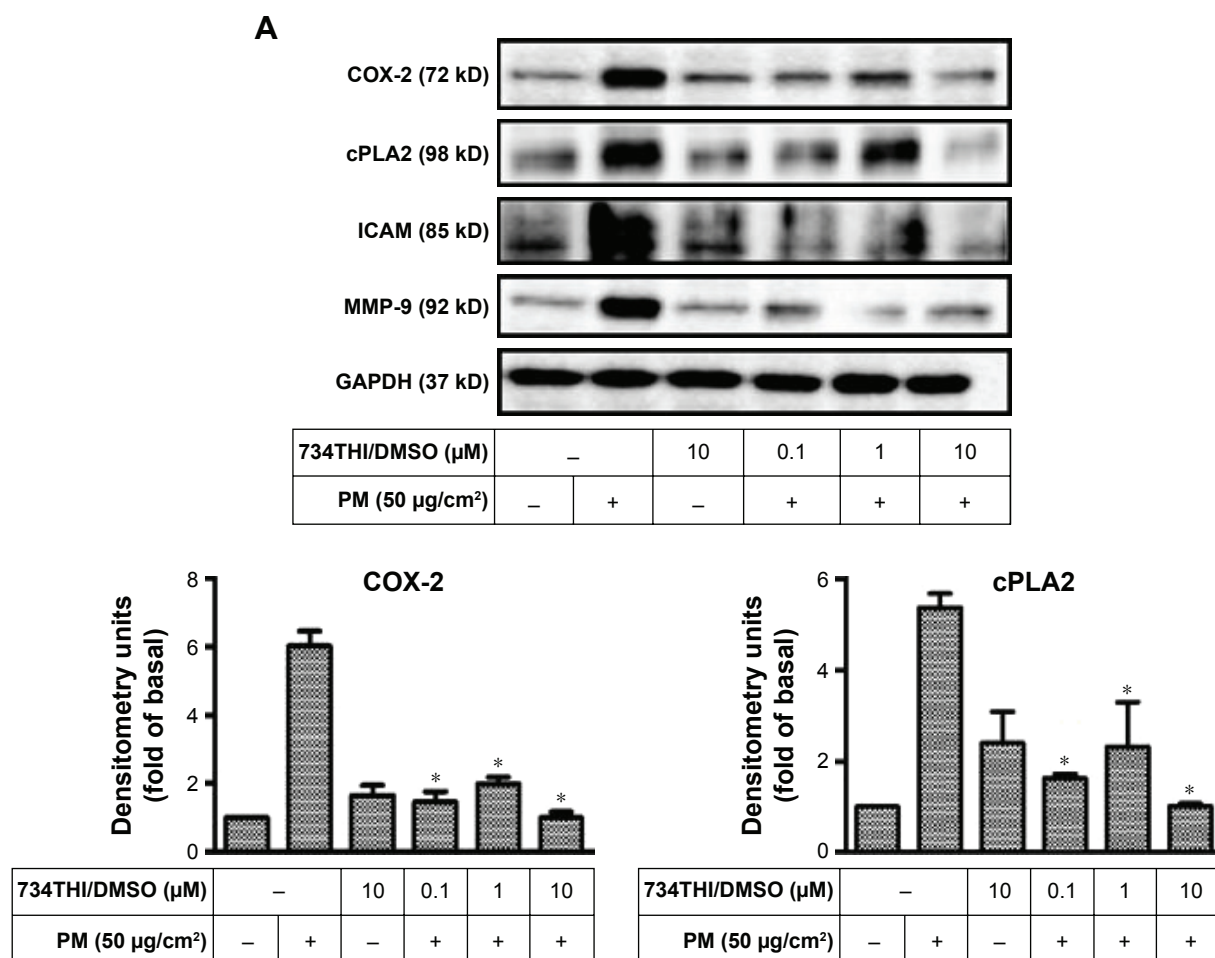 A
COX-2 (72 kD)
cPLA2 (98 kD)
ICAM (85 kD)
MMP-9 (92 kD)
GAPDH (37 kD)
734THI/DMSO (µM) – 10 0.1 1 10
PM (50 µg/cm²) – + – + + +
COX-2
Densitometry units
(fold of basal)
8
6
4
2
0
* * *
734THI/DMSO (µM) – 10 0.1 1 10
PM (50 µg/cm²) – + – + + +
cPLA2
Densitometry units
(fold of basal)
6
4
2
0
* * *
734THI/DMSO (µM) – 10 0.1 1 10
PM (50 µg/cm²) – + – + + +